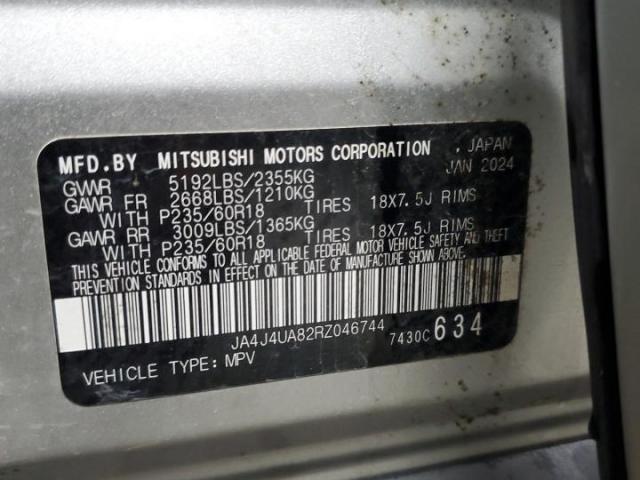 MFD.BY MITSUBISHI MOTORS CORPORATION , JAPAN
JAN 2024
GVWR 5192LBS/2355KG
GAWR FR 2668LBS/1210KG
WITH P235/60R18 TIRES 18X7.5J RIMS
GAWR RR 3009LBS/1365KG
WITH P235/60R18 TIRES 18X7.5J RIMS
THIS VEHICLE CONFORMS TO ALL APPLICABLE FEDERAL MOTOR VEHICLE SAFETY AND THEFT
PREVENTION STANDARDS IN EFFECT ON THE DATE OF MANUFACTURE SHOWN ABOVE.
JA4J4UA82RZ046744 7430C 634
VEHICLE TYPE: MPV